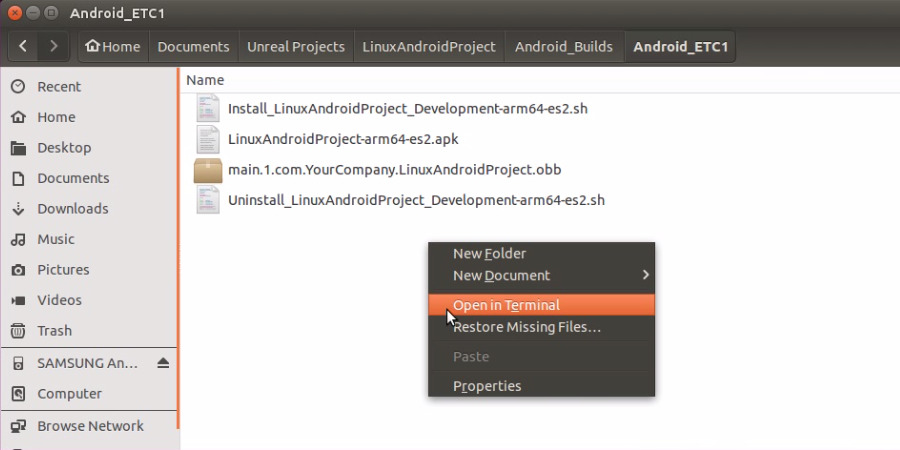 Android_ETC1
Home Documents Unreal Projects LinuxAndroidProject Android_Builds Android_ETC1
Recent
Home
Desktop
Documents
Downloads
Music
Pictures
Videos
Trash
SAMSUNG An...
Computer
Browse Network
Name
Install_LinuxAndroidProject_Development-arm64-es2.sh
LinuxAndroidProject-arm64-es2.apk
main.1.com.YourCompany.LinuxAndroidProject.obb
Uninstall_LinuxAndroidProject_Development-arm64-es2.sh
New Folder
New Document
Open in Terminal
Restore Missing Files...
Paste
Properties